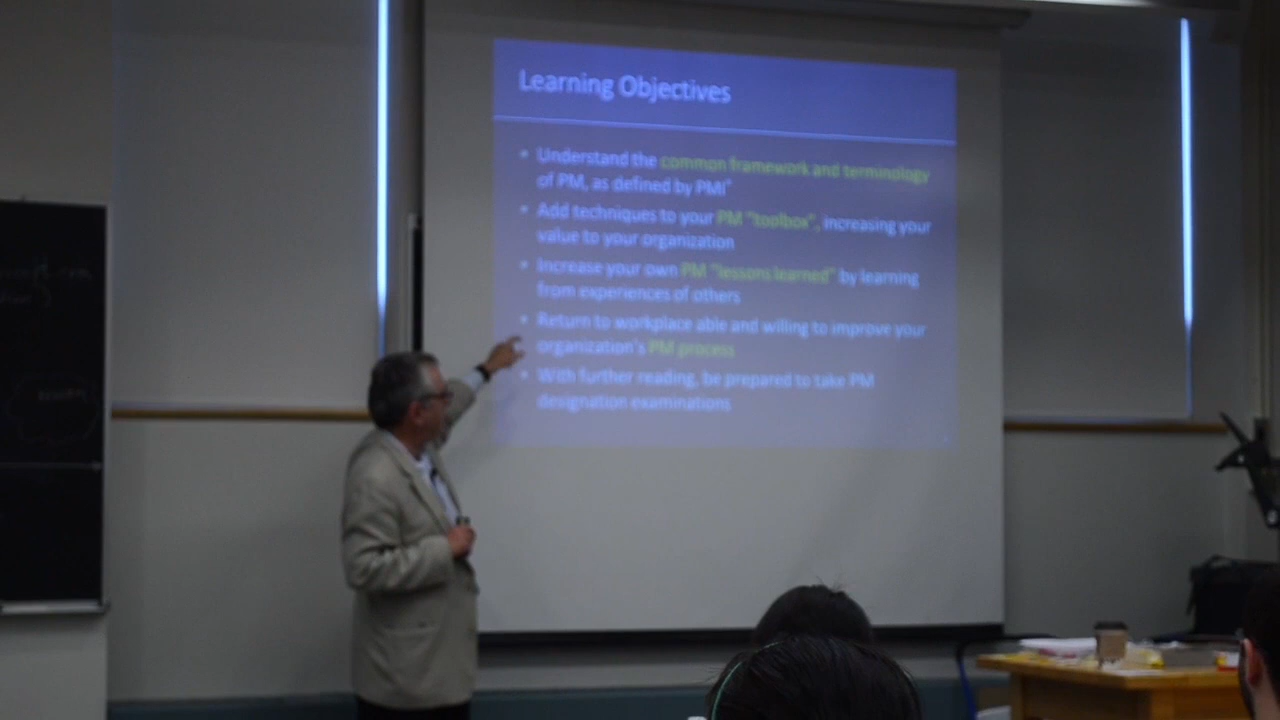 Learning Objectives
• Understand the common framework and terminology
of PM, as defined by PMI®
• Add techniques to your PM "toolbox", increasing your
value to your organization
• Increase your own PM "lessons learned" by learning
from experiences of others
• Return to workplace able and willing to improve your
organization's PM process
• With further reading, be prepared to take PM
designation examinations